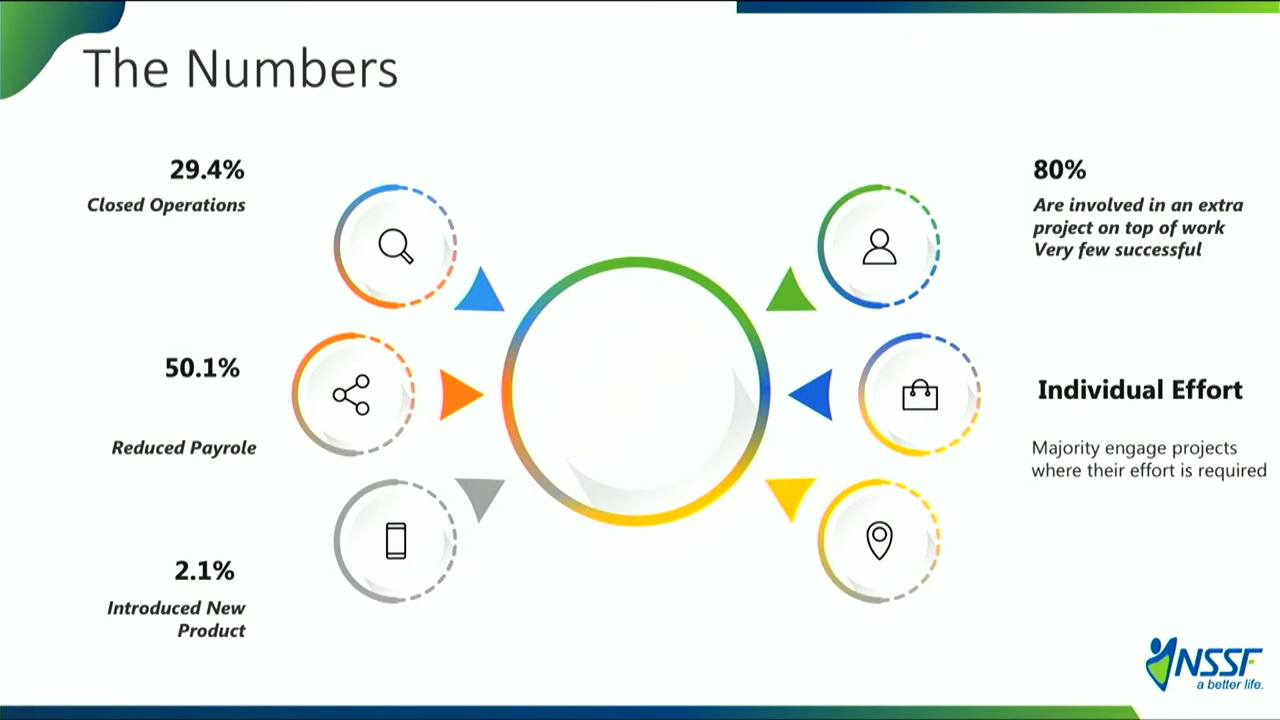 The Numbers
29.4%
Closed Operations
50.1%
Reduced Payrole
2.1%
Introduced New
Product
80%
Are involved in an extra
project on top of work
Very few successful
Individual Effort
Majority engage projects
where their effort is required
NSSF
a better life.